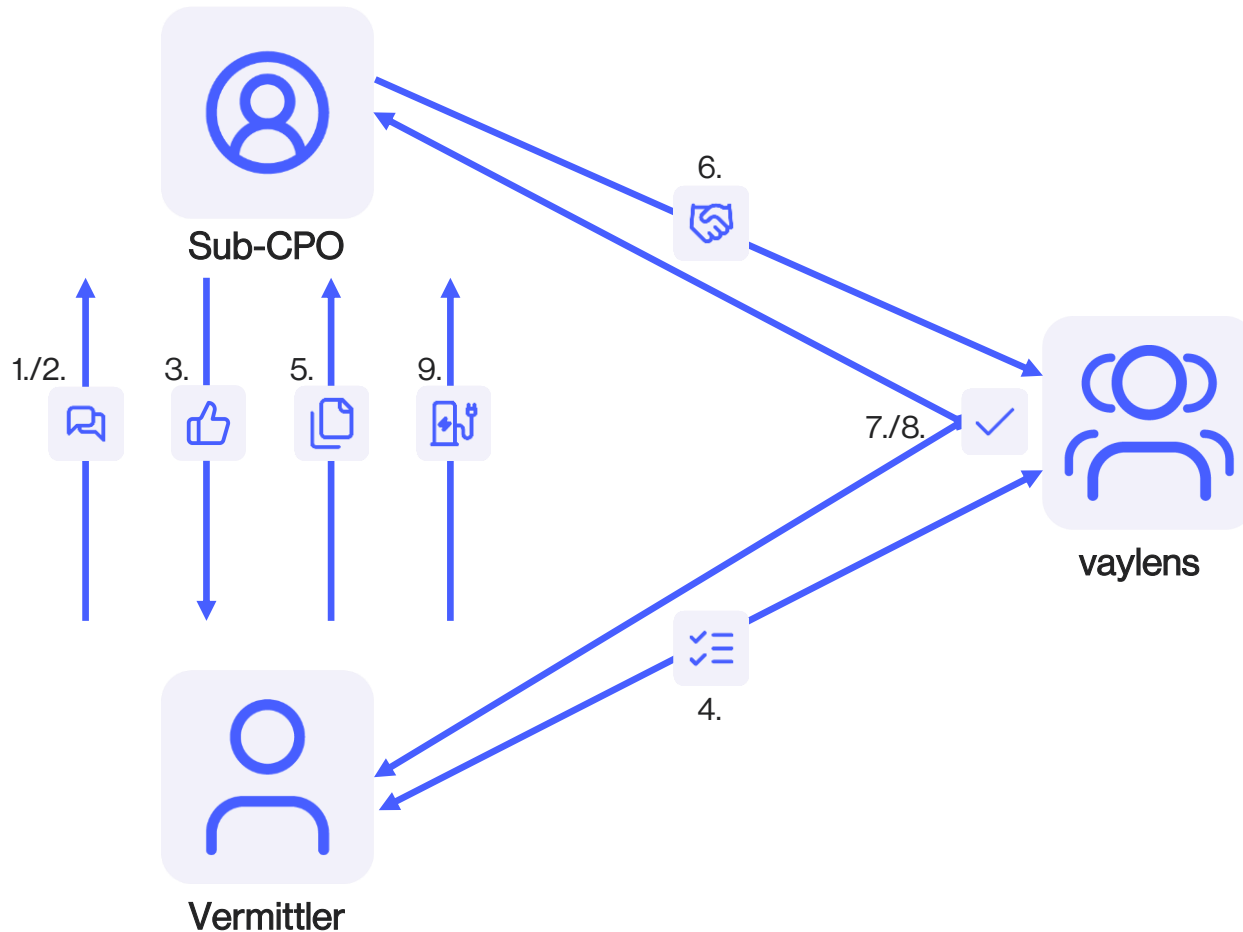 6.
Sub-CPO
1./2.
3.
5.
9.
7./8.
vaylens
4.
Vermittler